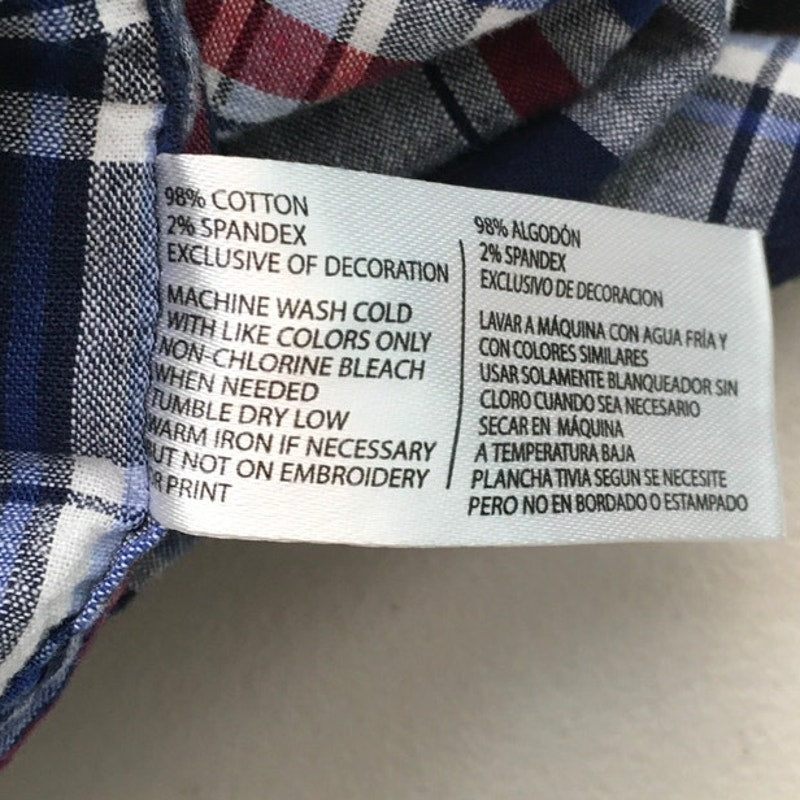 98% COTTON
2% SPANDEX
EXCLUSIVE OF DECORATION
MACHINE WASH COLD
WITH LIKE COLORS ONLY
NON-CHLORINE BLEACH
WHEN NEEDED
TUMBLE DRY LOW
WARM IRON IF NECESSARY
UT NOT ON EMBROIDERY
R PRINT
98% ALGODÓN
2% SPANDEX
EXCLUSIVO DE DECORACION
LAVAR A MÁQUINA CON AGUA FRÍA Y
CON COLORES SIMILARES
USAR SOLAMENTE BLANQUEADOR SIN
CLORO CUANDO SEA NECESARIO
SECAR EN MÁQUINA
A TEMPERATURA BAJA
PLANCHA TIVIA SEGUN SE NECESITE
PERO NO EN BORDADO O ESTAMPADO